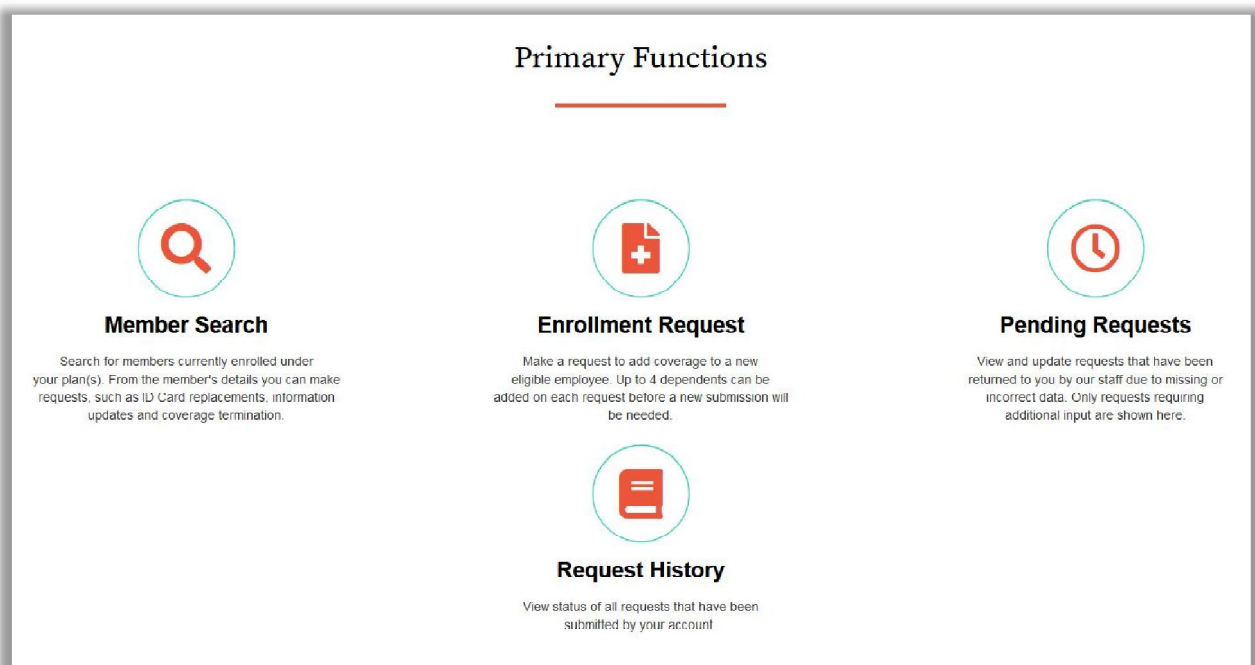 Primary Functions
Member Search
Search for members currently enrolled under
your plan(s). From the member's details you can make
requests, such as ID Card replacements, information
updates and coverage termination.
Enrollment Request
Make a request to add coverage to a new
eligible employee. Up to 4 dependents can be
added on each request before a new submission will
be needed.
Pending Requests
View and update requests that have been
returned to you by our staff due to missing or
incorrect data. Only requests requiring
additional input are shown here.
Request History
View status of all requests that have been
submitted by your account